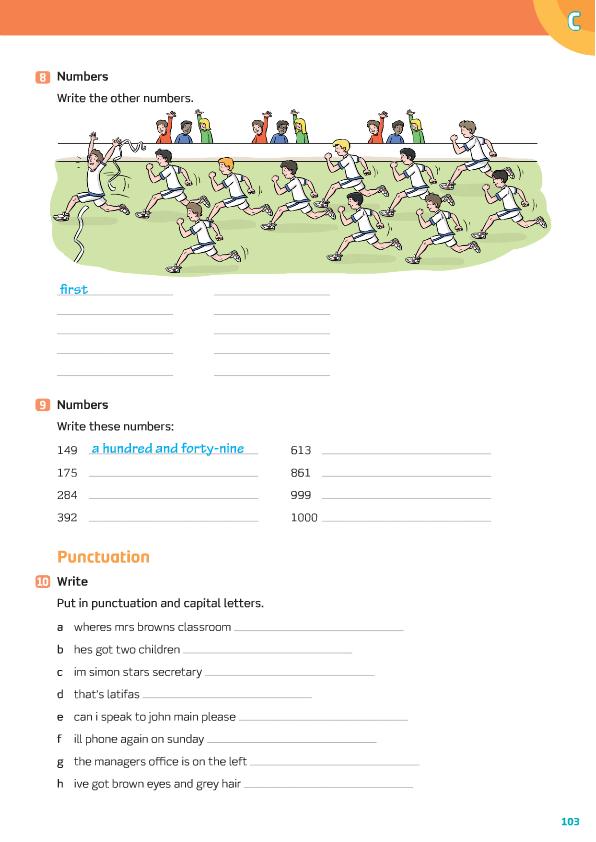 C
8 Numbers
Write the other numbers.
first
9 Numbers
Write these numbers:
149 a hundred and forty-nine 613
175 861
284 999
392 1000
Punctuation
10 Write
Put in punctuation and capital letters.
a wheres mrs browns classroom
b hes got two children
c im simon stars secretary
d that's latifas
e can i speak to john main please
f ill phone again on sunday
g the managers office is on the left
h ive got brown eyes and grey hair
103